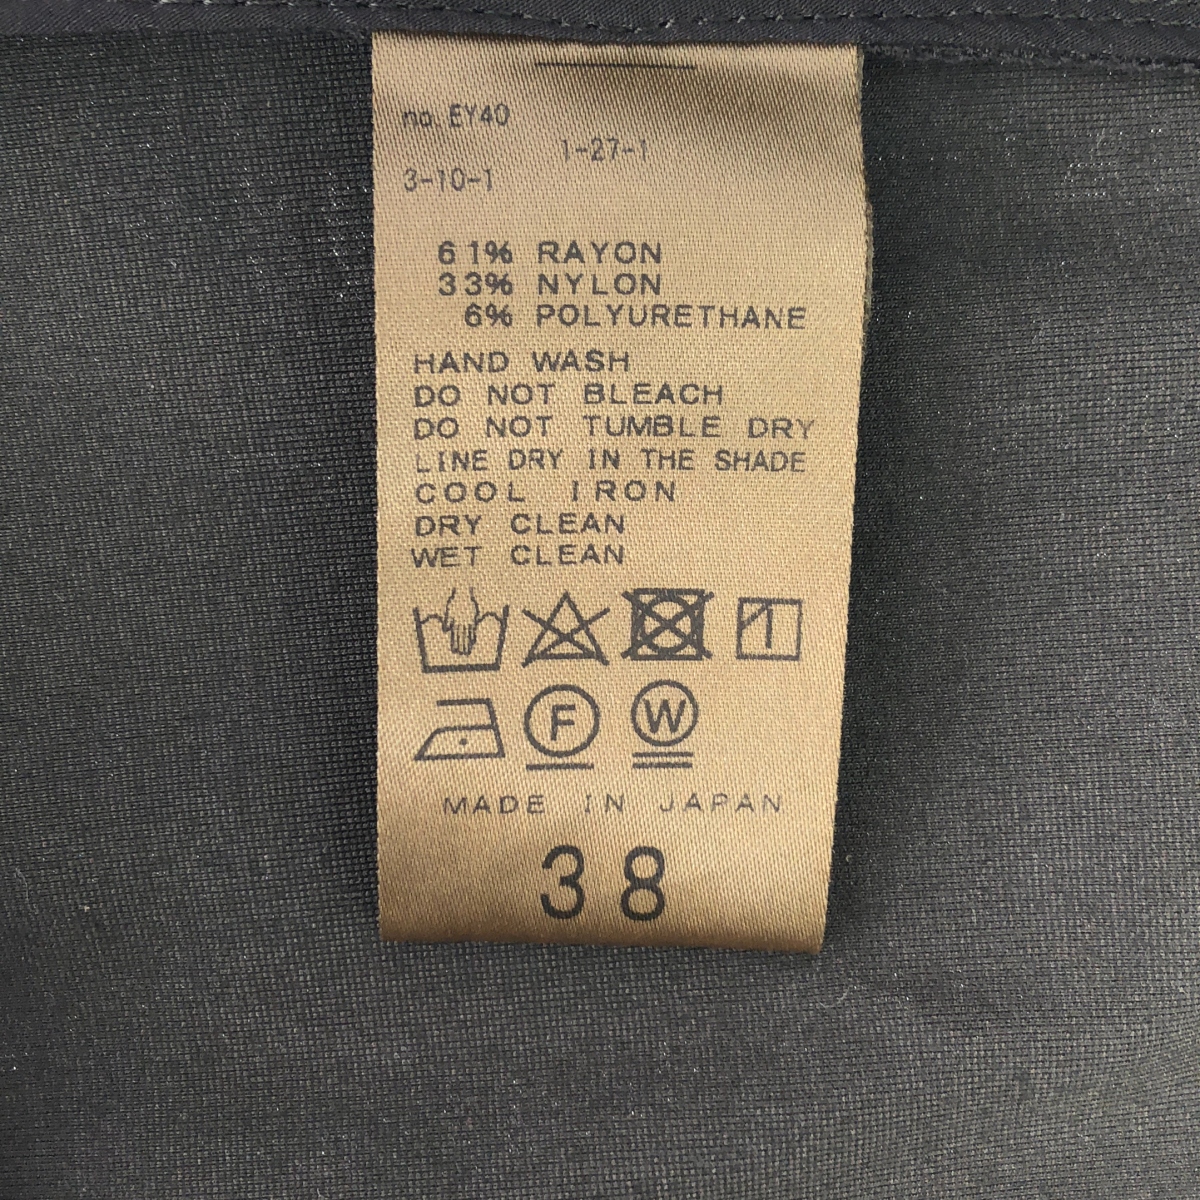 no. EY40
1-27-1
3-10-1
61% RAYON
33% NYLON
6% POLYURETHANE
HAND WASH
DO NOT BLEACH
DO NOT TUMBLE DRY
LINE DRY IN THE SHADE
COOL IRON
DRY CLEAN
WET CLEAN
F W
MADE IN JAPAN
38